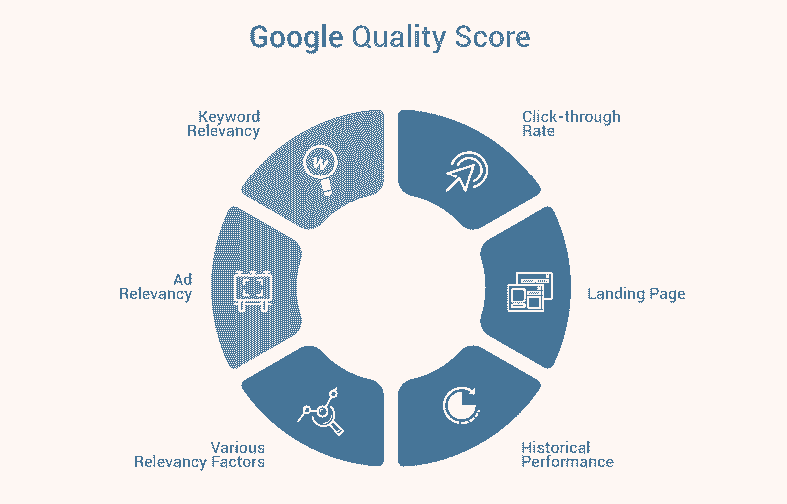 Google Quality Score
Keyword
Relevancy
Click-through
Rate
W
Ad
Relevancy
Landing Page
Various
Relevancy Factors
Historical
Performance